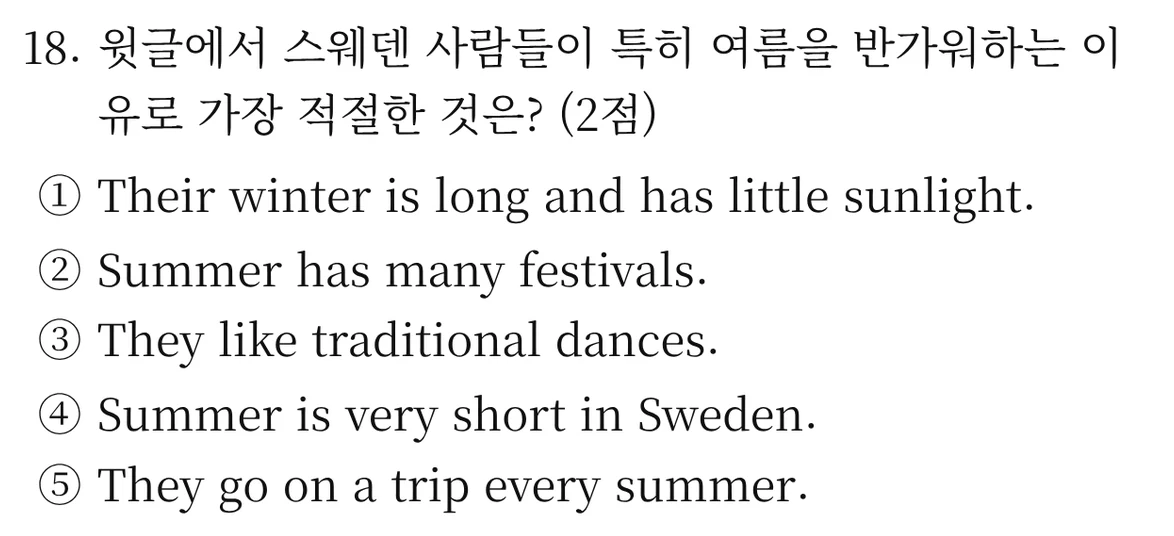 18. 윗글에서 스웨덴 사람들이 특히 여름을 반가워하는 이
유로 가장 적절한 것은? (2점)
① Their winter is long and has little sunlight.
② Summer has many festivals.
③ They like traditional dances.
④ Summer is very short in Sweden.
⑤ They go on a trip every summer.